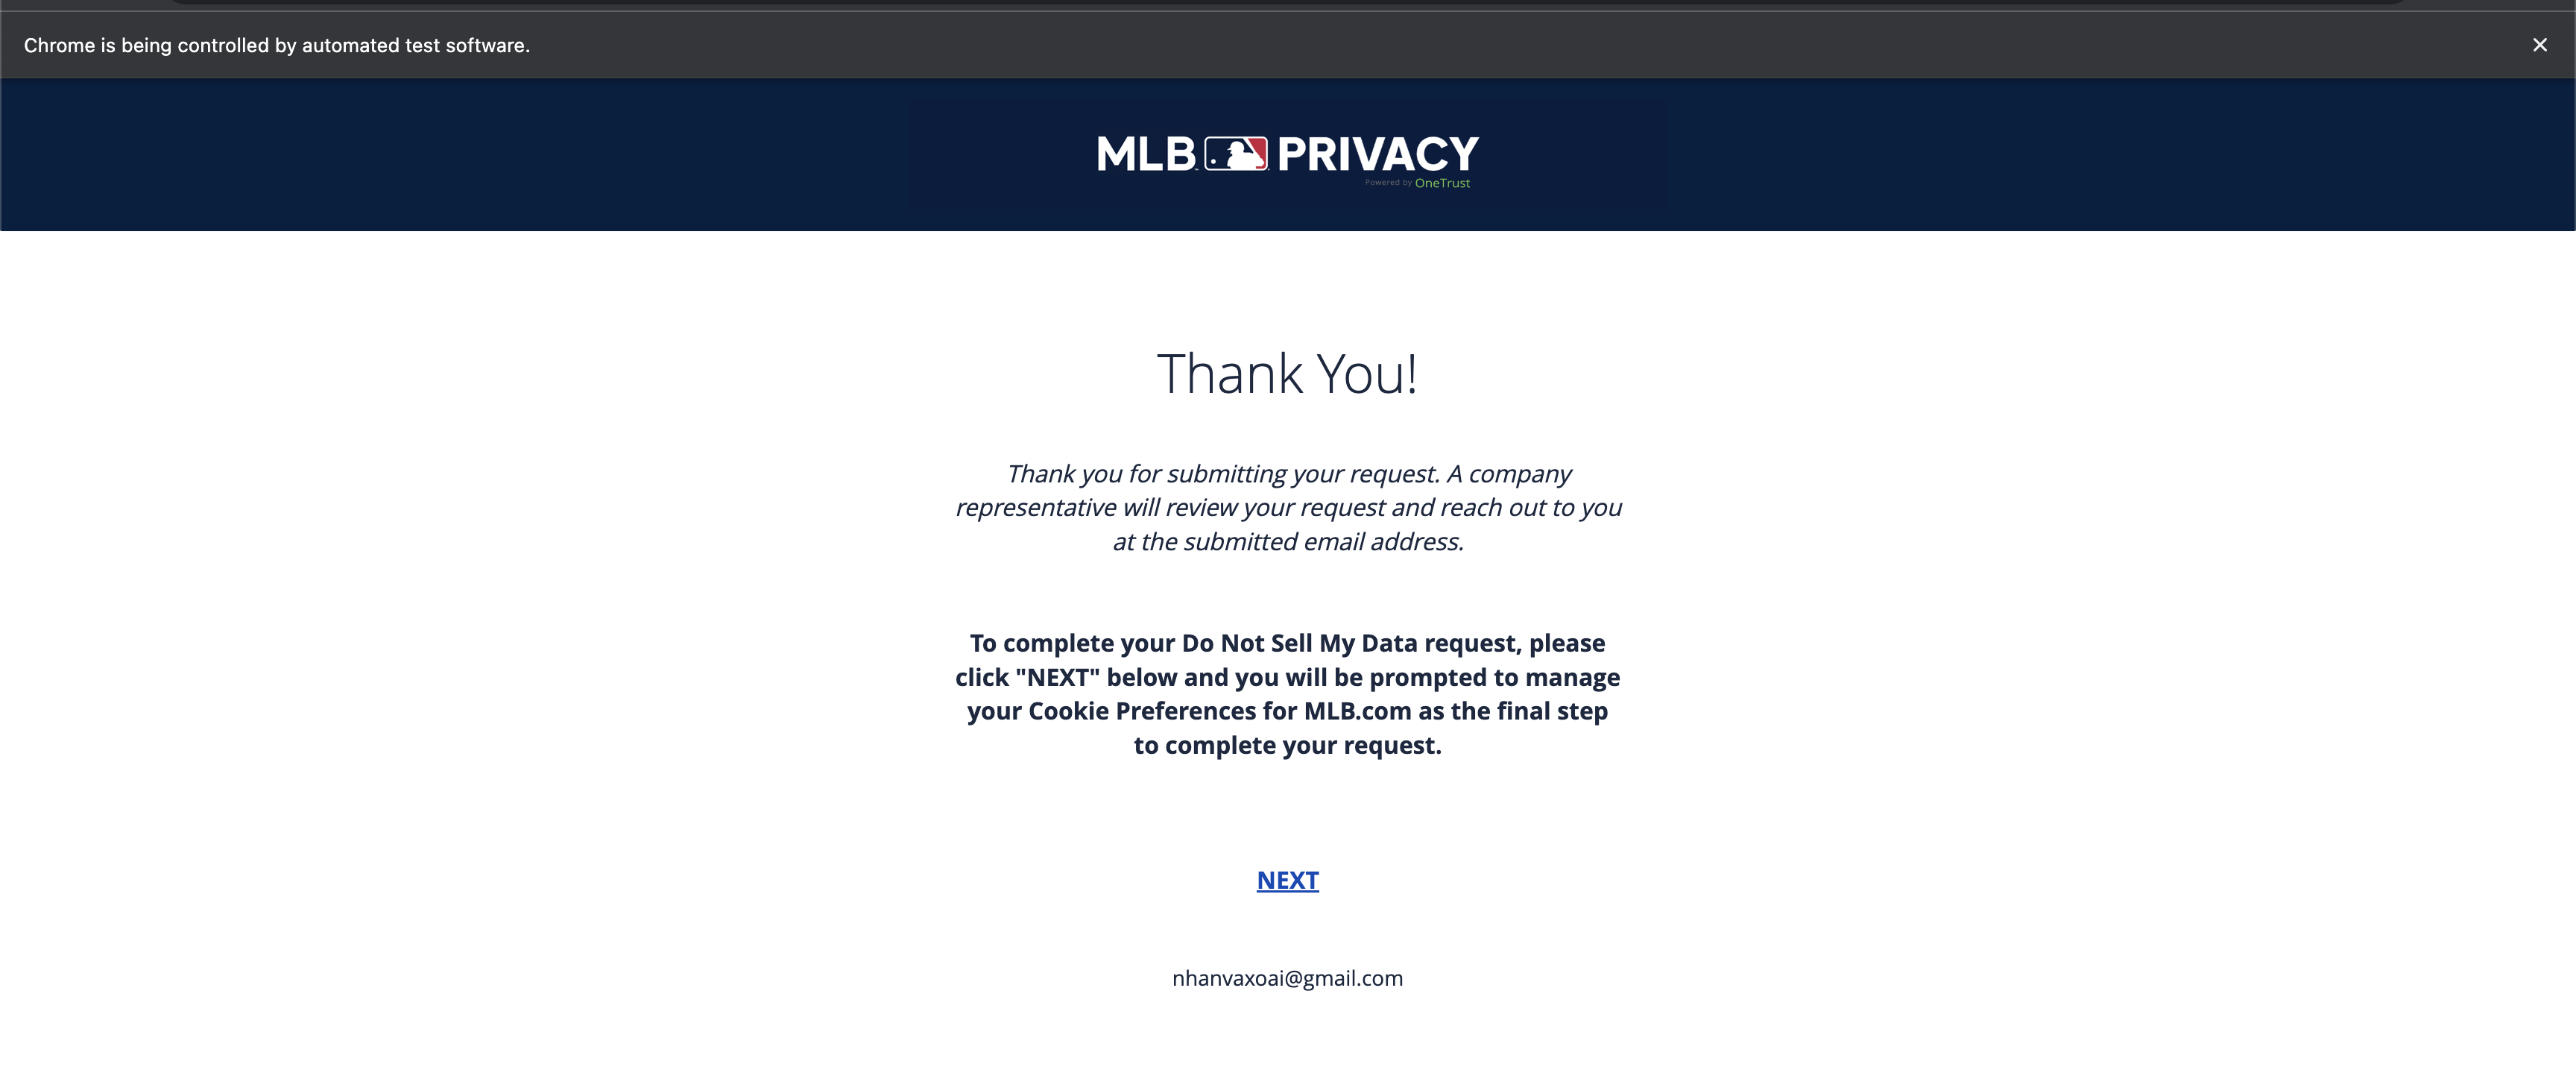 Chrome is being controlled by automated test software.
MLB PRIVACY
Powered by OneTrust
Thank You!
Thank you for submitting your request. A company
representative will review your request and reach out to you
at the submitted email address.
To complete your Do Not Sell My Data request, please
click "NEXT" below and you will be prompted to manage
your Cookie Preferences for MLB.com as the final step
to complete your request.
NEXT
nhanvaxoai@gmail.com